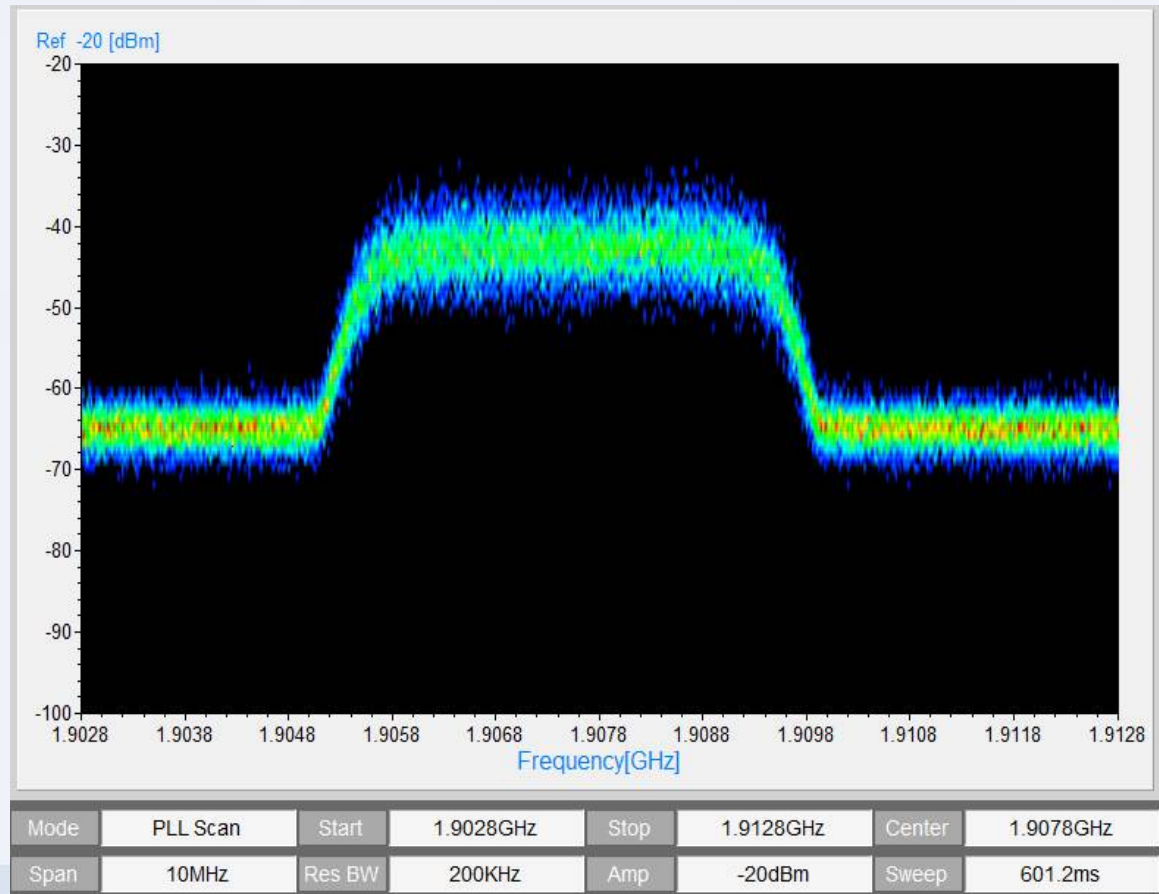 Ref -20 [dBm]
-20
-30
-40
-50
-60
-70
-80
-90
-100
1.9028 1.9038 1.9048 1.9058 1.9068 1.9078 1.9088 1.9098 1.9108 1.9118 1.9128
Frequency[GHz]
Mode PLL Scan Start 1.9028GHz Stop 1.9128GHz Center 1.9078GHz
Span 10MHz Res BW 200KHz Amp -20dBm Sweep 601.2ms